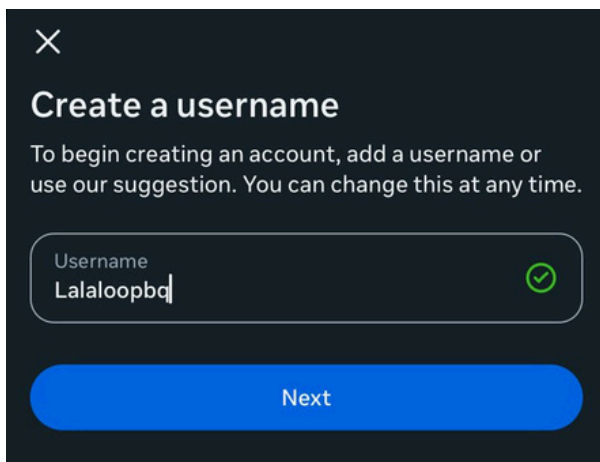 Create a username
To begin creating an account, add a username or
use our suggestion. You can change this at any time.
Username
Lalaloopbq
Next